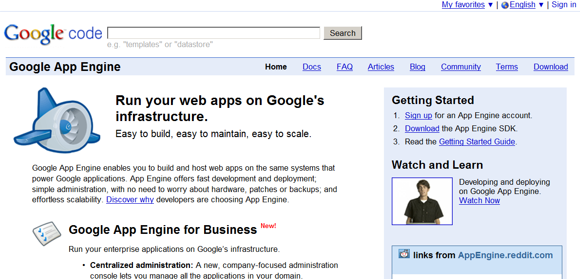 My favorites ▼ | English ▼ | Sign in
Google code
Search
e.g. "templates" or "datastore"
Google App Engine
Home Docs FAQ Articles Blog Community Terms Download
Run your web apps on Google's
infrastructure.
Easy to build, easy to maintain, easy to scale.
Google App Engine enables you to build and host web apps on the same systems that
power Google applications. App Engine offers fast development and deployment;
simple administration, with no need to worry about hardware, patches or backups; and
effortless scalability. Discover why developers are choosing App Engine.
Google App Engine for Business New!
Run your enterprise applications on Google's infrastructure.
• Centralized administration: A new, company-focused administration
console lets you manage all the applications in your domain.
Getting Started
1. Sign up for an App Engine account.
2. Download the App Engine SDK.
3. Read the Getting Started Guide.
Watch and Learn
Developing and deploying
on Google App Engine.
Watch Now
links from AppEngine.reddit.com